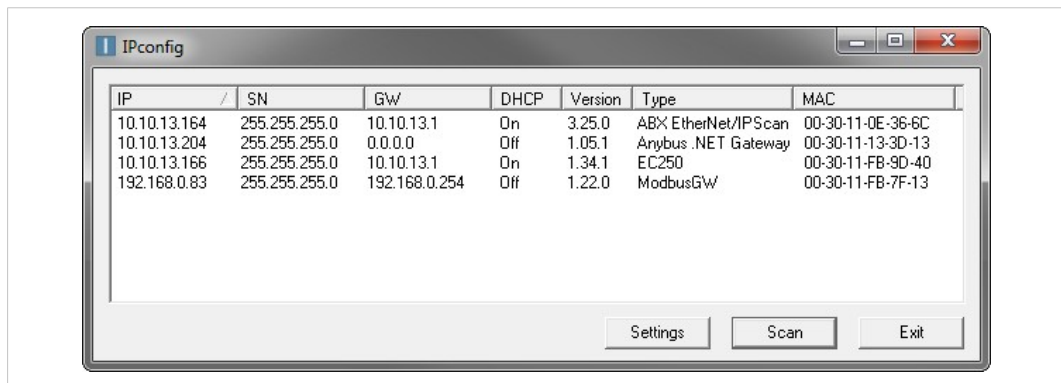 IPconfig
IP SN GW DHCP Version Type MAC
10.10.13.164 255.255.255.0 10.10.13.1 On 3.25.0 ABX EtherNet/IPScan 00-30-11-0E-36-6C
10.10.13.204 255.255.255.0 0.0.0.0 Off 1.05.1 Anybus .NET Gateway 00-30-11-13-3D-13
10.10.13.166 255.255.255.0 10.10.13.1 On 1.34.1 EC250 00-30-11-FB-9D-40
192.168.0.83 255.255.255.0 192.168.0.254 Off 1.22.0 ModbusGW 00-30-11-FB-7F-13
Settings Scan Exit